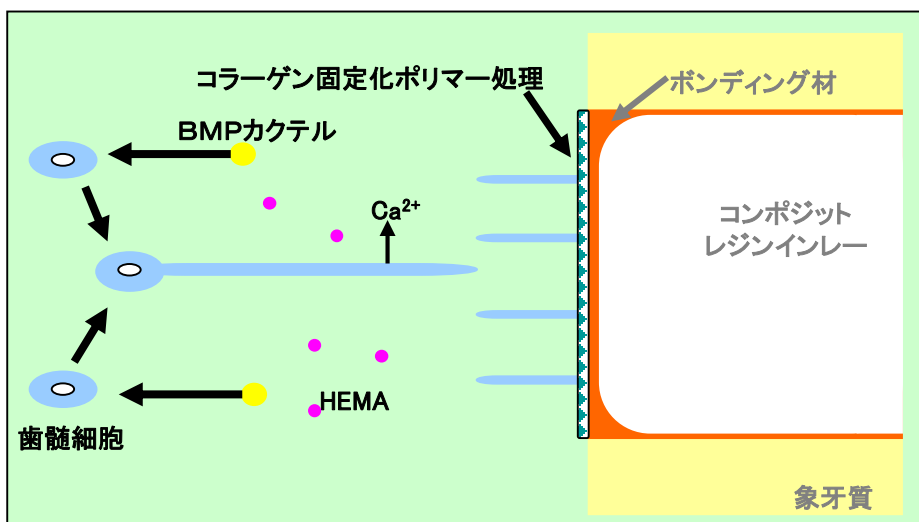 コラーゲン固定化ポリマー処理
ボンディング材
BMPカクテル
Ca²⁺
コンポジット
レジンインレー
HEMA
歯髄細胞
象牙質